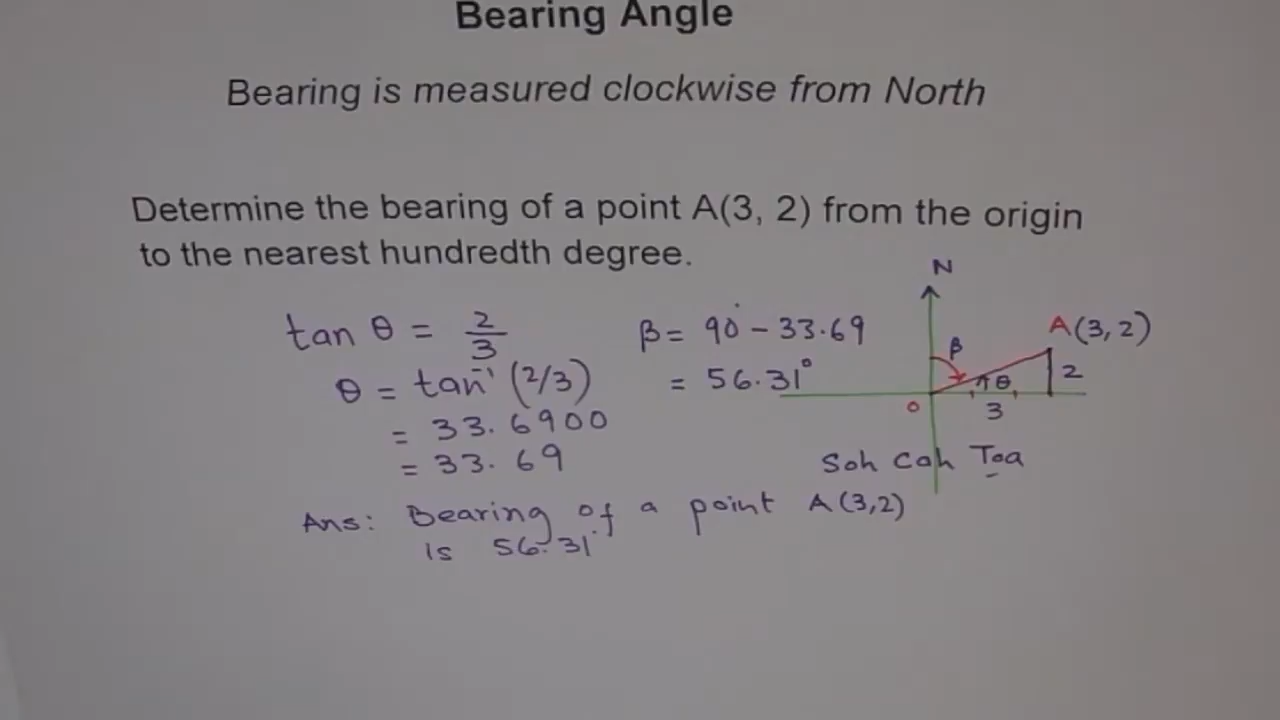 Bearing Angle
Bearing is measured clockwise from North
Determine the bearing of a point A(3, 2) from the origin
to the nearest hundredth degree.
N
tan θ = 2/3
β = 90° - 33.69
A(3, 2)
β
θ = tan⁻¹ (2/3)
= 56.31°
θ
2
= 33.6900
O
3
= 33.69
Soh Cah Toa
Ans: Bearing of a point A(3,2)
is 56.31°